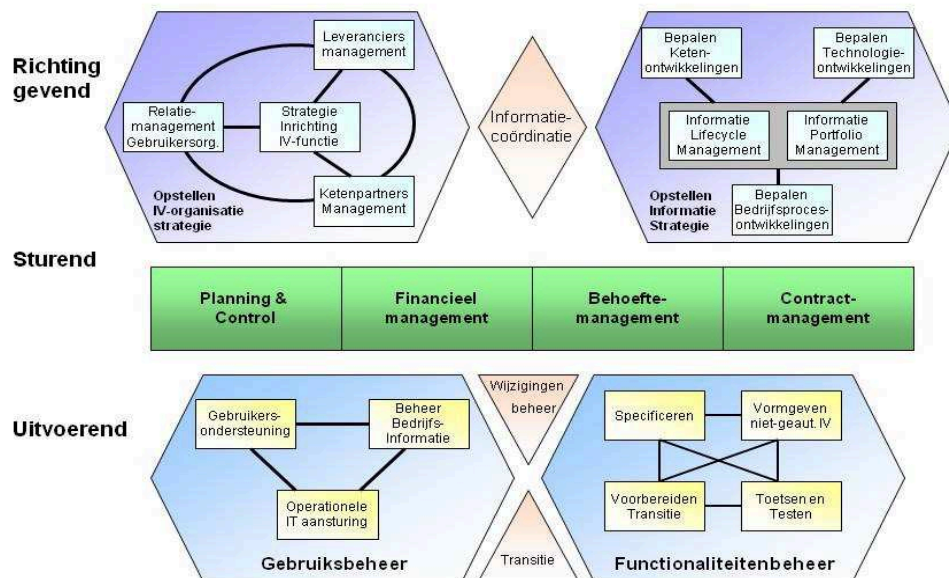 Richting
gevend
Leveranciers
management
Relatie-
management
Gebruikersorg.
Strategie
Inrichting
IV-functie
Ketenpartners
Management
Opstellen
IV-organisatie
strategie
Informatie-
coördinatie
Bepalen
Keten-
ontwikkelingen
Bepalen
Technologie-
ontwikkelingen
Informatie
Lifecycle
Management
Informatie
Portfolio
Management
Opstellen
Informatie
Strategie
Bepalen
Bedrijfsproces-
ontwikkelingen
Sturend
Planning &
Control
Financieel
management
Behoefte-
management
Contract-
management
Uitvoerend
Gebruikers-
ondersteuning
Beheer
Bedrijfs-
Informatie
Operationele
IT aansturing
Gebruiksbeheer
Wijzigingen
beheer
Transitie
Specificeren
Vormgeven
niet-geaut. IV
Voorbereiden
Transitie
Toetsen en
Testen
Functionaliteitenbeheer